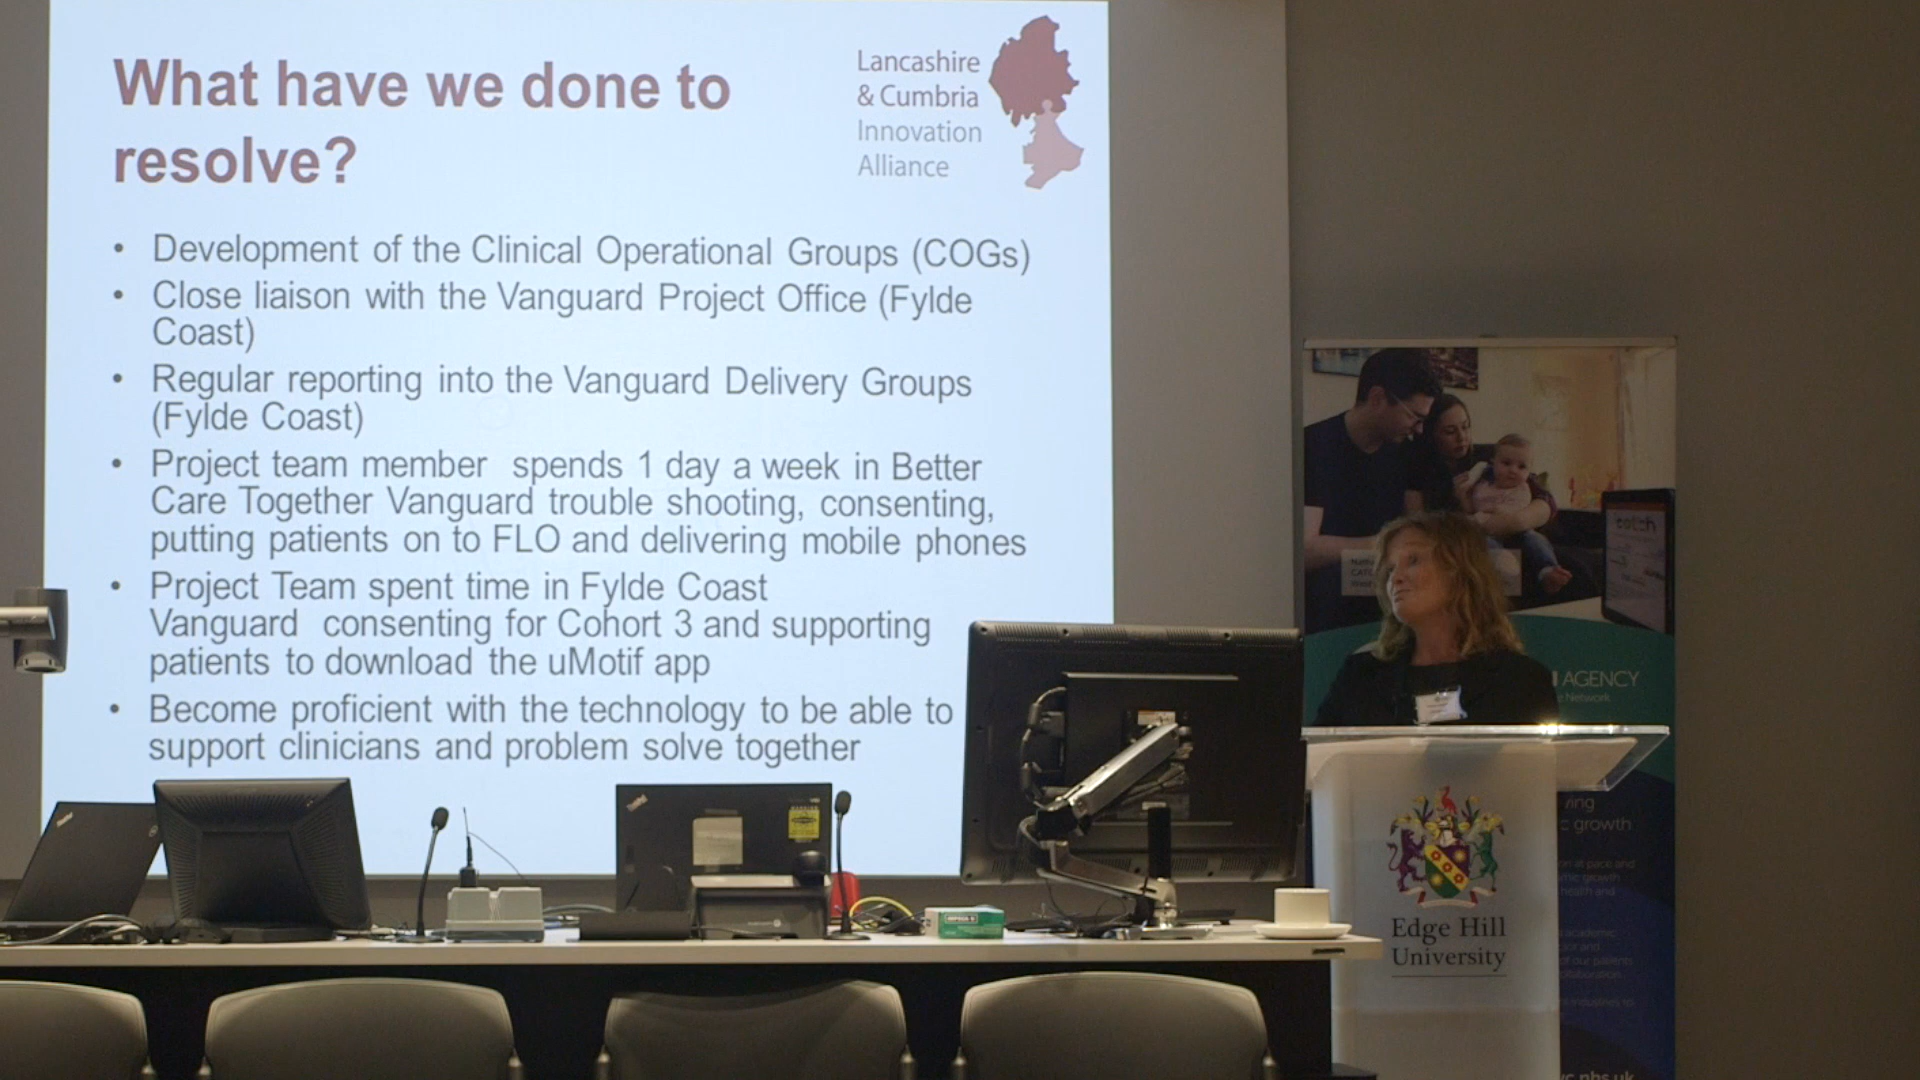 What have we done to
resolve?
Lancashire
& Cumbria
Innovation
Alliance
• Development of the Clinical Operational Groups (COGs)
• Close liaison with the Vanguard Project Office (Fylde
Coast)
• Regular reporting into the Vanguard Delivery Groups
(Fylde Coast)
• Project team member spends 1 day a week in Better
Care Together Vanguard trouble shooting, consenting,
putting patients on to FLO and delivering mobile phones
• Project Team spent time in Fylde Coast
Vanguard consenting for Cohort 3 and supporting
patients to download the uMotif app
• Become proficient with the technology to be able to
support clinicians and problem solve together
AGENCY
Network
growth
Edge Hill
University